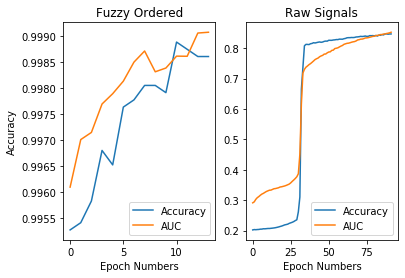 Fuzzy Ordered
Raw Signals
Accuracy
0.9990
0.9985
0.9980
0.9975
0.9970
0.9965
0.9960
0.9955
0
5
10
Epoch Numbers
Accuracy
AUC
0.8
0.7
0.6
0.5
0.4
0.3
0.2
0
25
50
75
Epoch Numbers
Accuracy
AUC